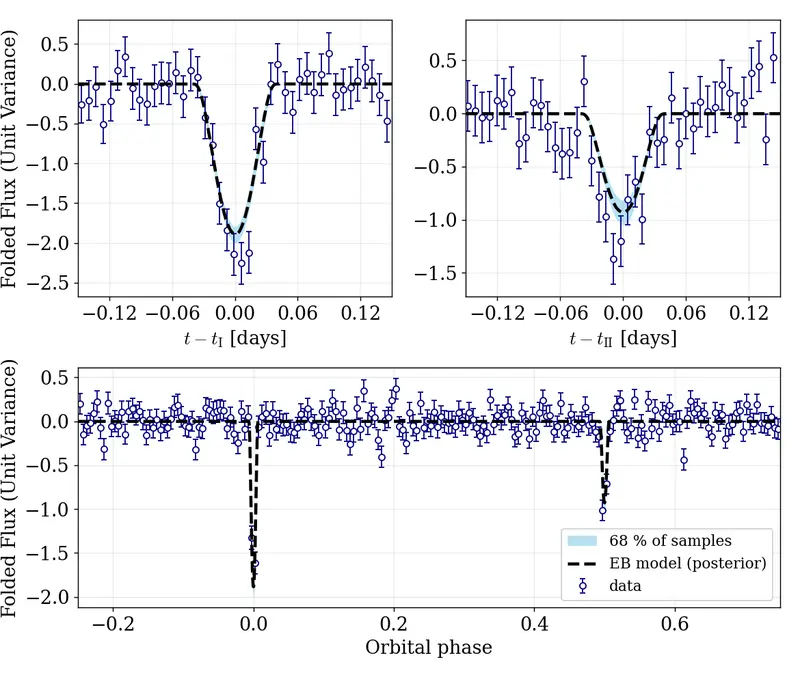 Folded Flux (Unit Variance)
0.5
0.0
−0.5
−1.0
−1.5
−2.0
−2.5
−0.12 −0.06 0.00 0.06 0.12
t − t_I [days]
0.5
0.0
−0.5
−1.0
−1.5
−0.12 −0.06 0.00 0.06 0.12
t − t_II [days]
Folded Flux (Unit Variance)
0.5
0.0
−0.5
−1.0
−1.5
−2.0
68 % of samples
EB model (posterior)
data
−0.2 0.0 0.2 0.4 0.6
Orbital phase